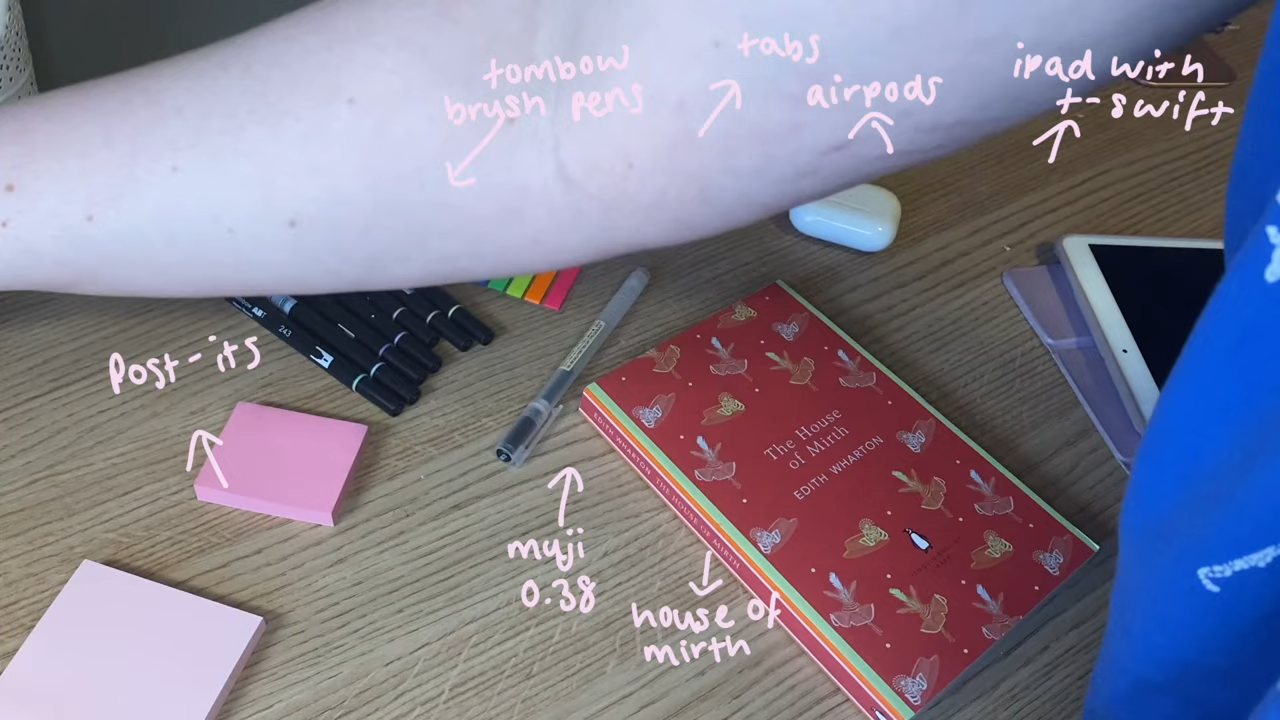 tombow
brush pens
tabs
airpods
ipad with
t-swift
Post-its
243
muji
0.38
house of
mirth
The House
of Mirth
EDITH WHARTON
EDITH WHARTON THE HOUSE OF MIRTH